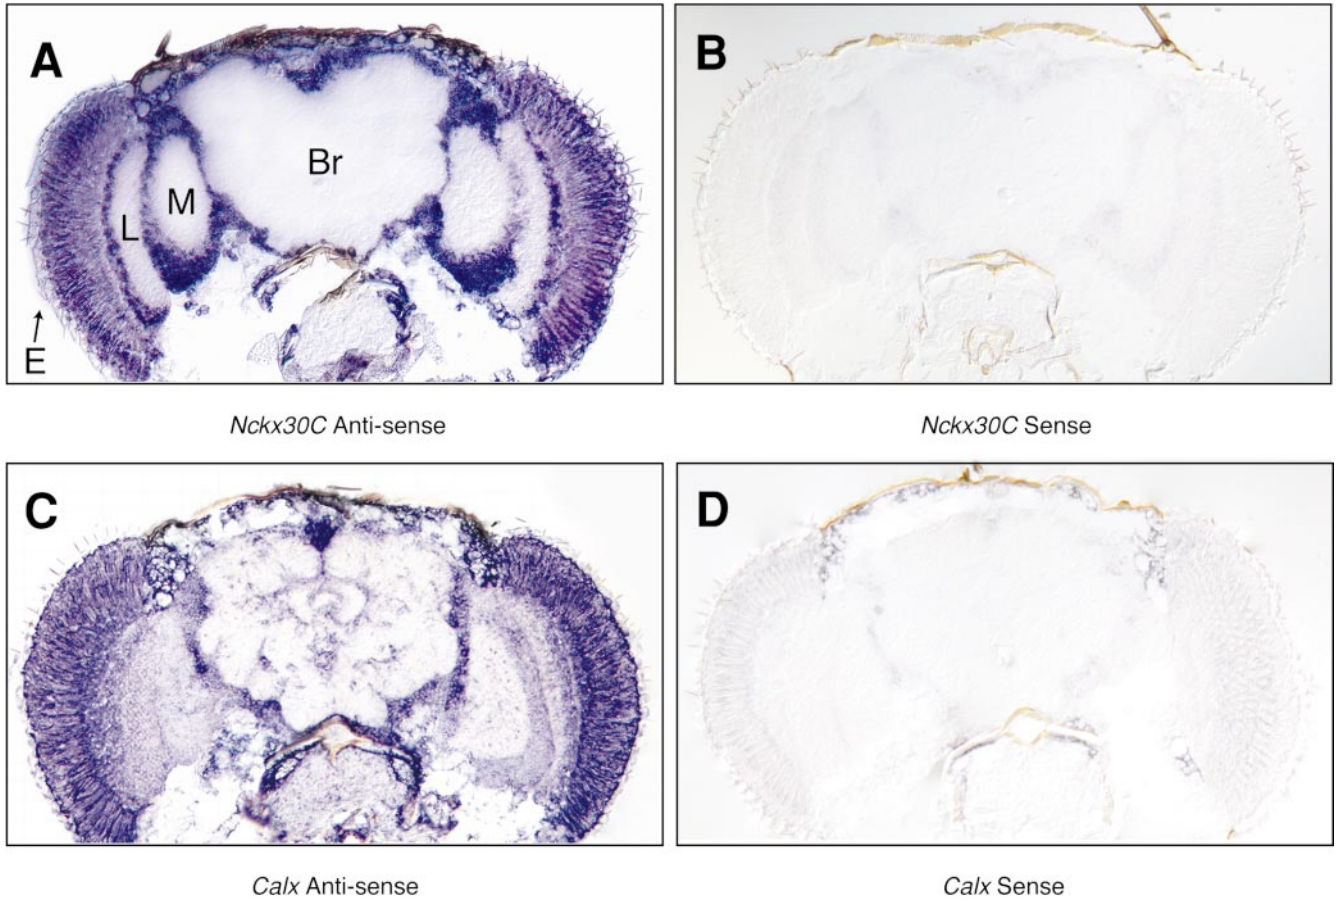 A
B
Br
M
L
E
Nckx30C Anti-sense
Nckx30C Sense
C
D
Calx Anti-sense
Calx Sense